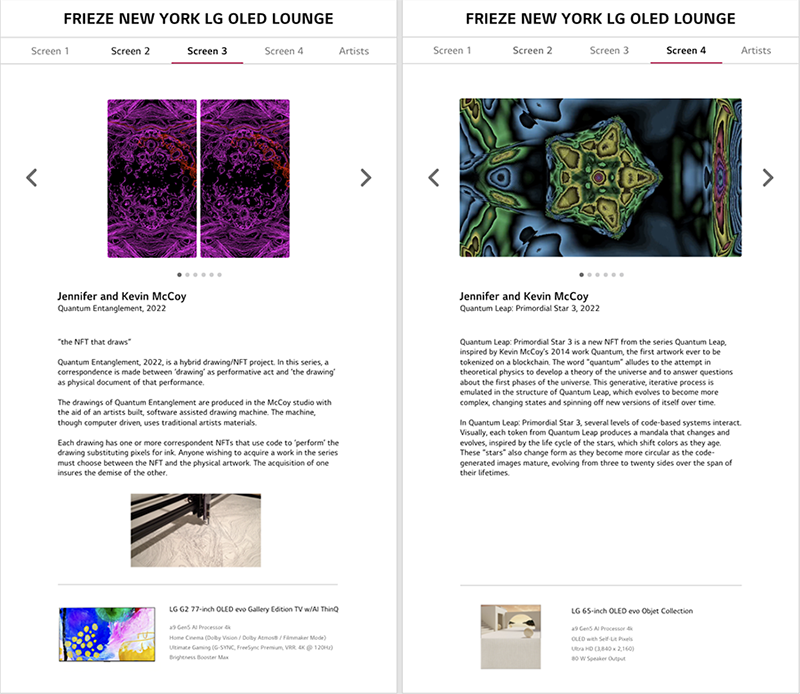 FRIEZE NEW YORK LG OLED LOUNGE
Screen 1 Screen 2 Screen 3 Screen 4 Artists
Jennifer and Kevin McCoy
Quantum Entanglement, 2022
"the NFT that draws"
Quantum Entanglement, 2022, is a hybrid drawing/NFT project. In this series, a
correspondence is made between 'drawing' as performative act and 'the drawing'
as physical document of that performance.
The drawings of Quantum Entanglement are produced in the McCoy studio with
the aid of an artists built, software assisted drawing machine. The machine,
though computer driven, uses traditional artists materials.
Each drawing has one or more correspondent NFTs that use code to 'perform' the
drawing substituting pixels for ink. Anyone wishing to acquire a work in the series
must choose between the NFT and the physical artwork. The acquisition of one
insures the demise of the other.
LG G2 77-inch OLED evo Gallery Edition TV w/AI ThinQ
a9 Gen5 AI Processor 4k
Home Cinema (Dolby Vision / Dolby Atmos® / Filmmaker Mode)
Ultimate Gaming (G-SYNC, FreeSync Premium, VRR. 4K @ 120Hz)
Brightness Booster Max
FRIEZE NEW YORK LG OLED LOUNGE
Screen 1 Screen 2 Screen 3 Screen 4 Artists
Jennifer and Kevin McCoy
Quantum Leap: Primordial Star 3, 2022
Quantum Leap: Primordial Star 3 is a new NFT from the series Quantum Leap,
inspired by Kevin McCoy's 2014 work Quantum, the first artwork ever to be
tokenized on a blockchain. The word "quantum" alludes to the attempt in
theoretical physics to develop a theory of the universe and to answer questions
about the first phases of the universe. This generative, iterative process is
emulated in the structure of Quantum Leap, which evolves to become more
complex, changing states and spinning off new versions of itself over time.
In Quantum Leap: Primordial Star 3, several levels of code-based systems interact.
Visually, each token from Quantum Leap produces a mandala that changes and
evolves, inspired by the life cycle of the stars, which shift colors as they age.
These "stars" also change form as they become more circular as the code-
generated images mature, evolving from three to twenty sides over the span of
their lifetimes.
LG 65-inch OLED evo Objet Collection
a9 Gen5 AI Processor 4k
OLED with Self-Lit Pixels
Ultra HD (3,840 x 2,160)
80 W Speaker Output